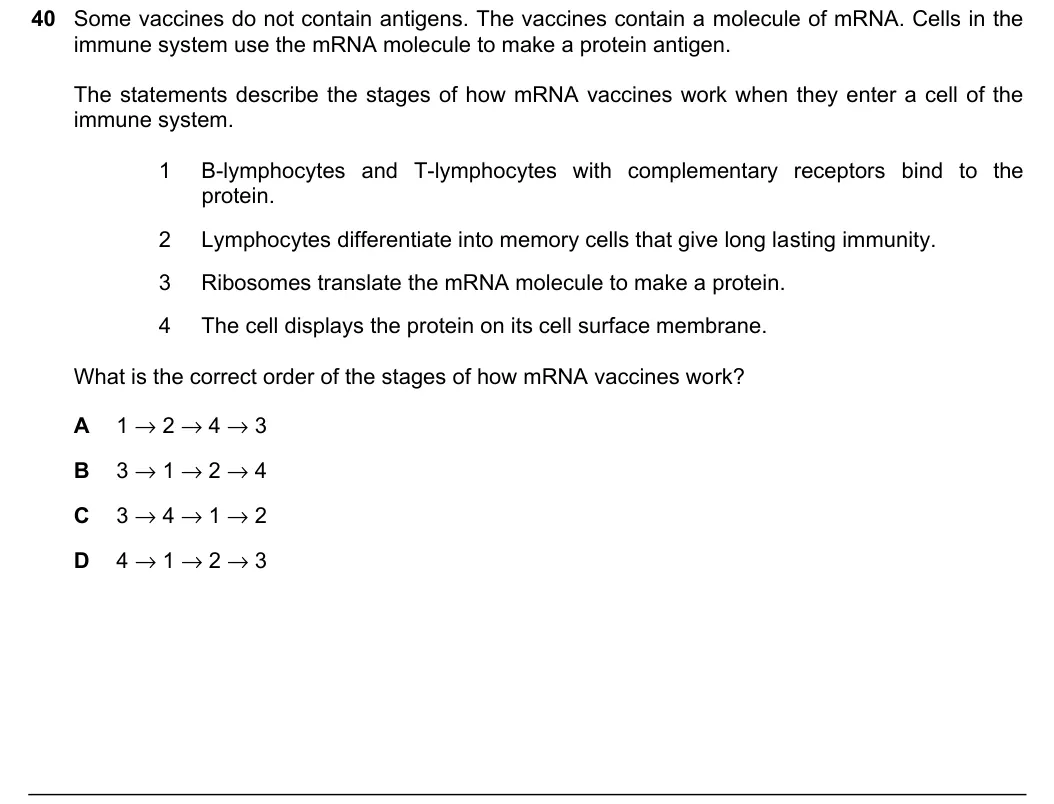 40 Some vaccines do not contain antigens. The vaccines contain a molecule of mRNA. Cells in the
immune system use the mRNA molecule to make a protein antigen.
The statements describe the stages of how mRNA vaccines work when they enter a cell of the
immune system.
1 B-lymphocytes and T-lymphocytes with complementary receptors bind to the
protein.
2 Lymphocytes differentiate into memory cells that give long lasting immunity.
3 Ribosomes translate the mRNA molecule to make a protein.
4 The cell displays the protein on its cell surface membrane.
What is the correct order of the stages of how mRNA vaccines work?
A 1 → 2 → 4 → 3
B 3 → 1 → 2 → 4
C 3 → 4 → 1 → 2
D 4 → 1 → 2 → 3